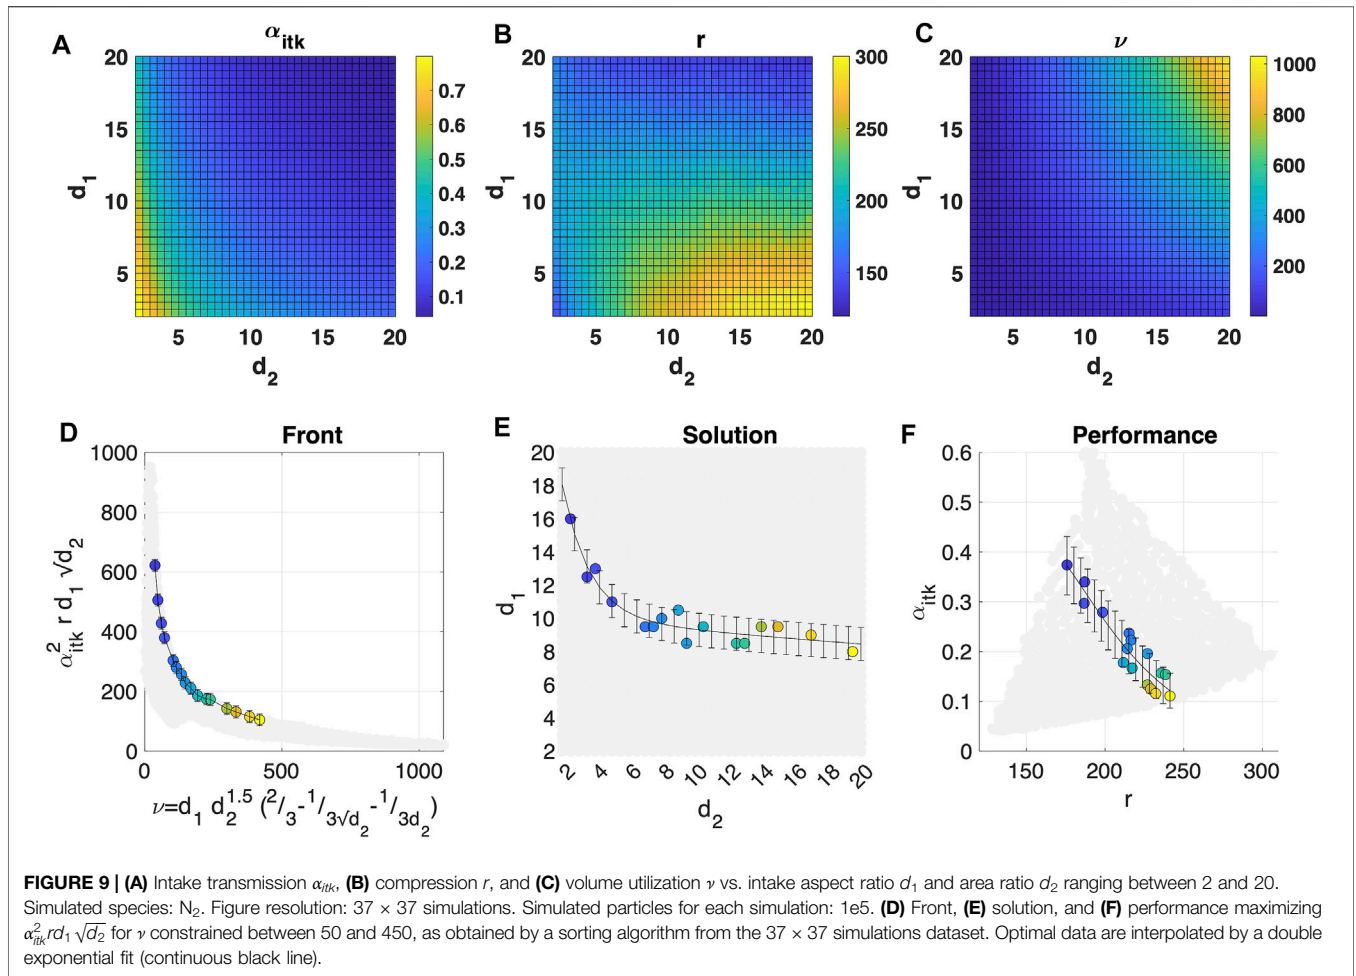 A
α_itk
20
15
10
5
d_1
5
10
15
20
d_2
0.7
0.6
0.5
0.4
0.3
0.2
0.1
B
r
20
15
10
5
d_1
5
10
15
20
d_2
300
250
200
150
C
ν
20
15
10
5
d_1
5
10
15
20
d_2
1000
800
600
400
200
D
Front
1000
800
600
400
200
0
α²_itk r d_1 √d_2
0
500
1000
ν=d_1 d_2^1.5 (²/₃-¹/_3√d_2-¹/_3d_2)
E
Solution
20
18
16
14
12
10
8
6
4
2
d_1
2
4
6
8
10
12
14
16
18
20
d_2
F
Performance
0.6
0.5
0.4
0.3
0.2
0.1
0
α_itk
150
200
250
300
r
FIGURE 9 | (A) Intake transmission α_itk, (B) compression r, and (C) volume utilization ν vs. intake aspect ratio d_1 and area ratio d_2 ranging between 2 and 20.
Simulated species: N₂. Figure resolution: 37 × 37 simulations. Simulated particles for each simulation: 1e5. (D) Front, (E) solution, and (F) performance maximizing
α²_itk rd_1 √d_2 for ν constrained between 50 and 450, as obtained by a sorting algorithm from the 37 × 37 simulations dataset. Optimal data are interpolated by a double
exponential fit (continuous black line).